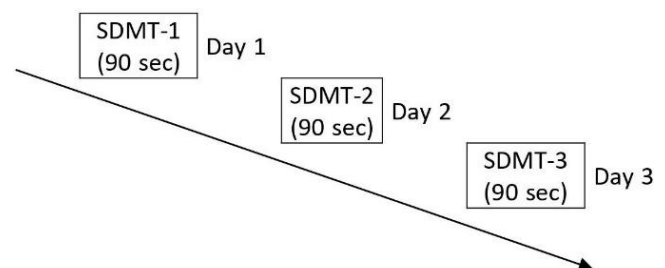 SDMT-1
(90 sec)
Day 1
SDMT-2
(90 sec)
Day 2
SDMT-3
(90 sec)
Day 3